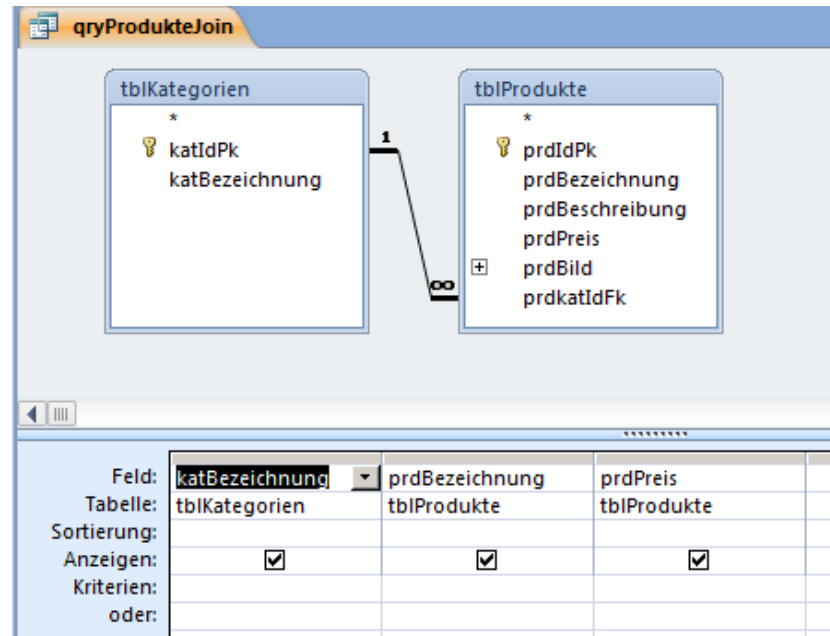 qryProdukteJoin
tblKategorien
*
katIdPk
katBezeichnung
1
∞
tblProdukte
*
prdIdPk
prdBezeichnung
prdBeschreibung
prdPreis
prdBild
prdkatIdFk
Feld: katBezeichnung prdBezeichnung prdPreis
Tabelle: tblKategorien tblProdukte tblProdukte
Sortierung:
Anzeigen:
Kriterien:
oder: